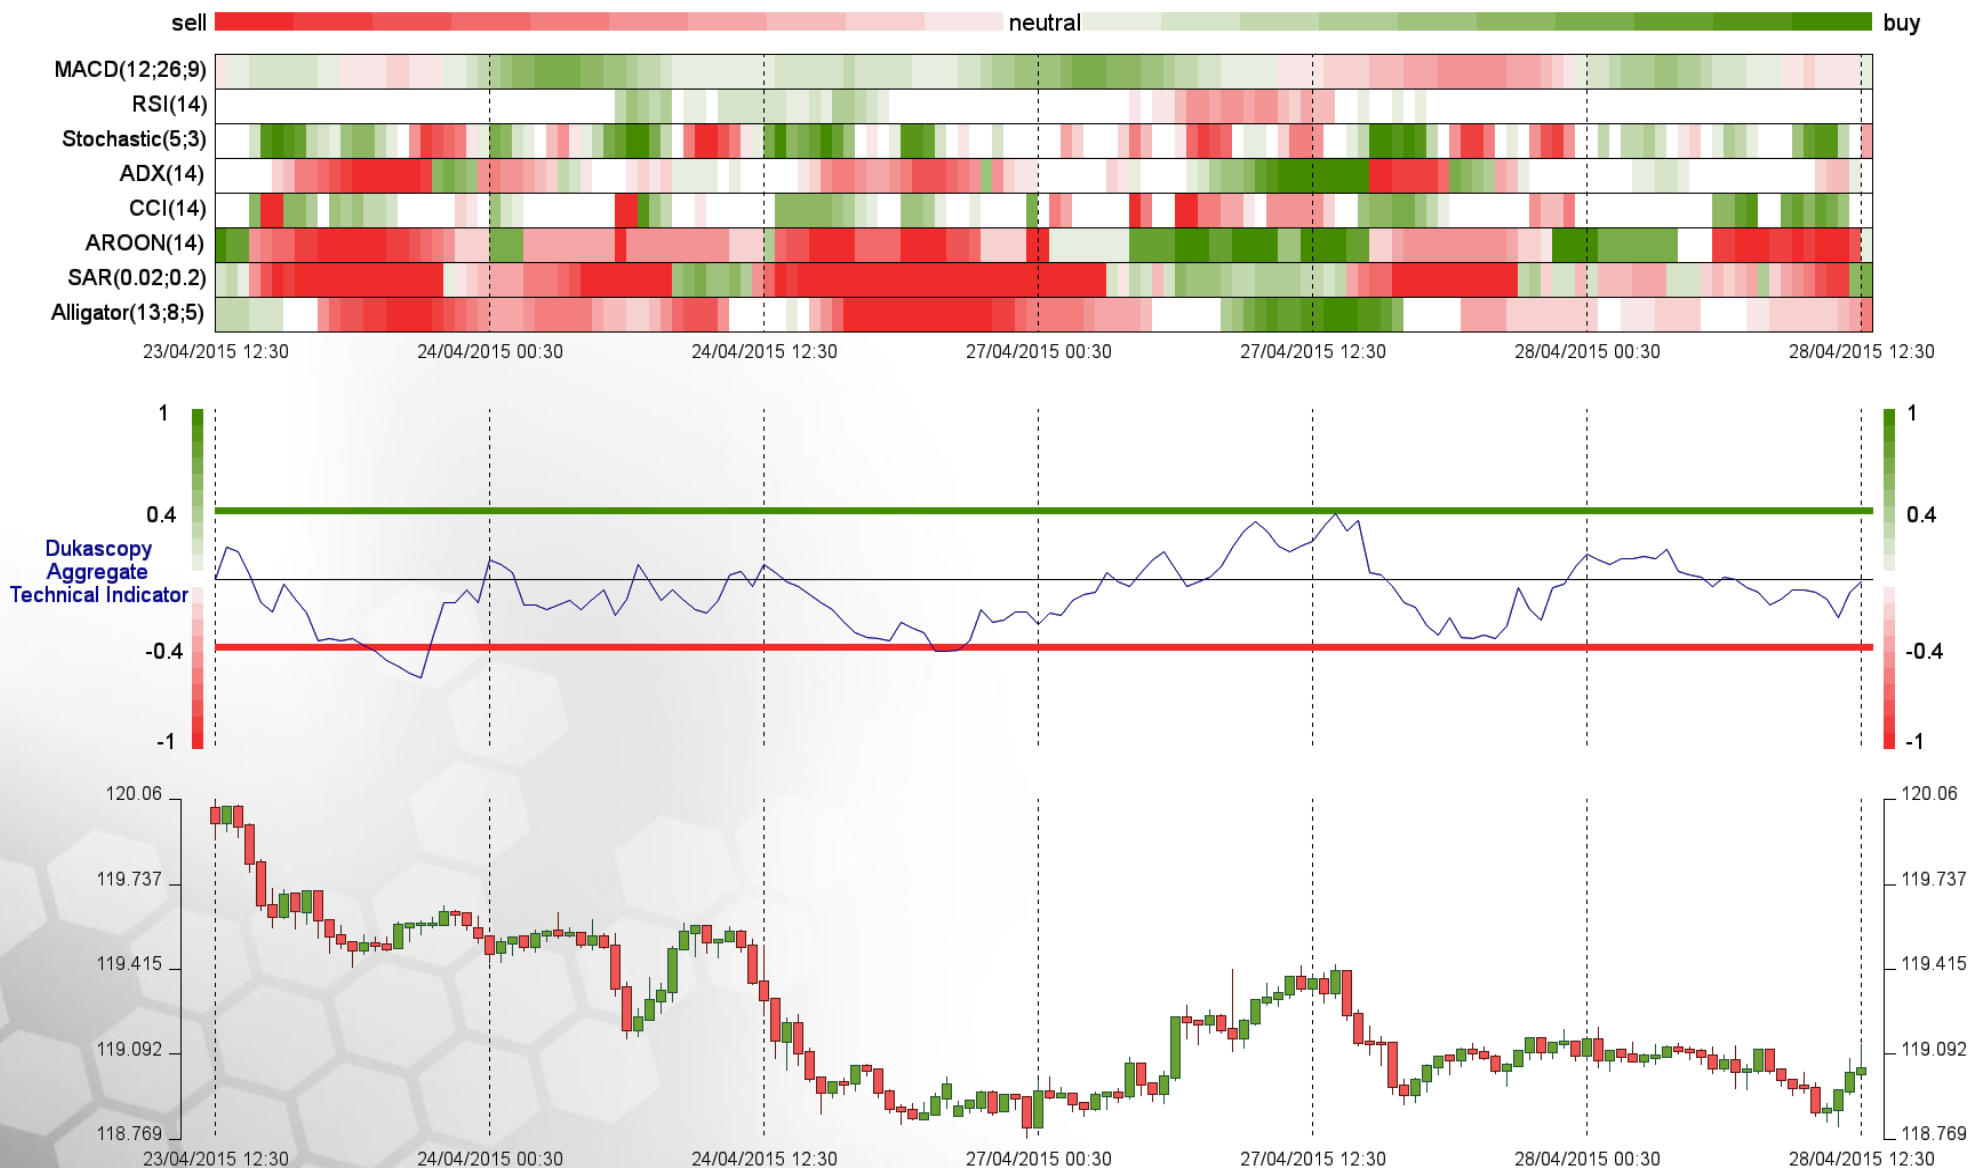 sell neutral buy
MACD(12;26;9)
RSI(14)
Stochastic(5;3)
ADX(14)
CCI(14)
AROON(14)
SAR(0.02;0.2)
Alligator(13;8;5)
23/04/2015 12:30 24/04/2015 00:30 24/04/2015 12:30 27/04/2015 00:30 27/04/2015 12:30 28/04/2015 00:30 28/04/2015 12:30
1 1
0.4 0.4
Dukascopy
Aggregate
Technical Indicator
-0.4 -0.4
-1 -1
120.06 120.06
119.737 119.737
119.415 119.415
119.092 119.092
118.769 118.769
23/04/2015 12:30 24/04/2015 00:30 24/04/2015 12:30 27/04/2015 00:30 27/04/2015 12:30 28/04/2015 00:30 28/04/2015 12:30